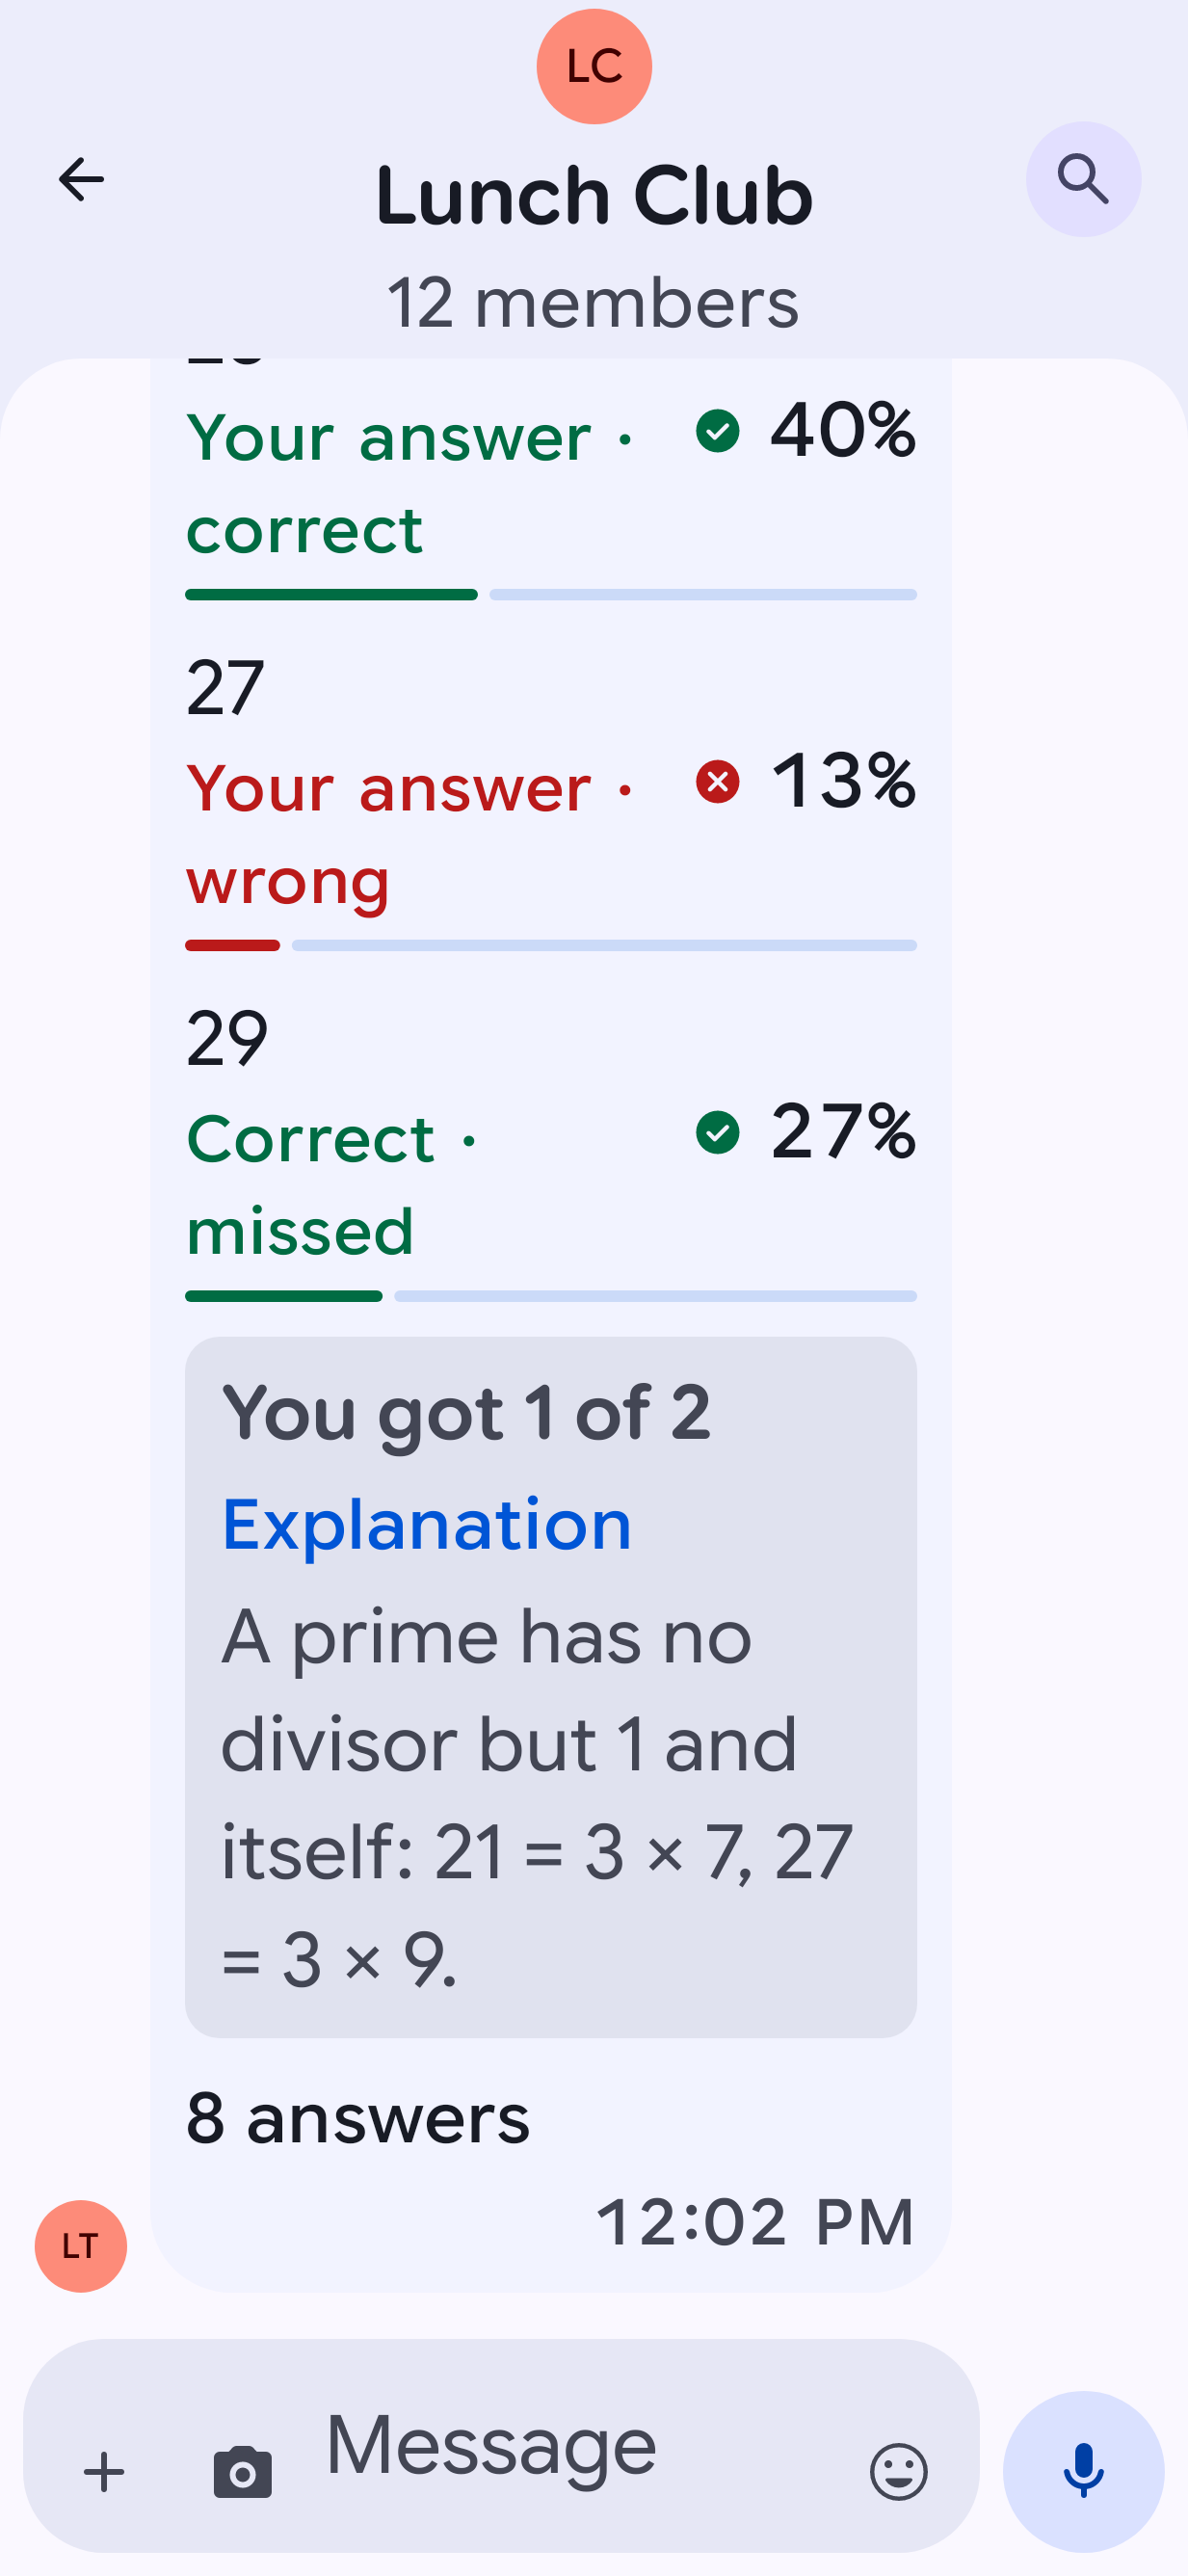 LC
Lunch Club
12 members
Your answer ·
correct
40%
27
Your answer ·
wrong
13%
29
Correct ·
missed
27%
You got 1 of 2
Explanation
A prime has no
divisor but 1 and
itself: 21 = 3 × 7, 27
= 3 × 9.
8 answers
12:02 PM
LT
Message